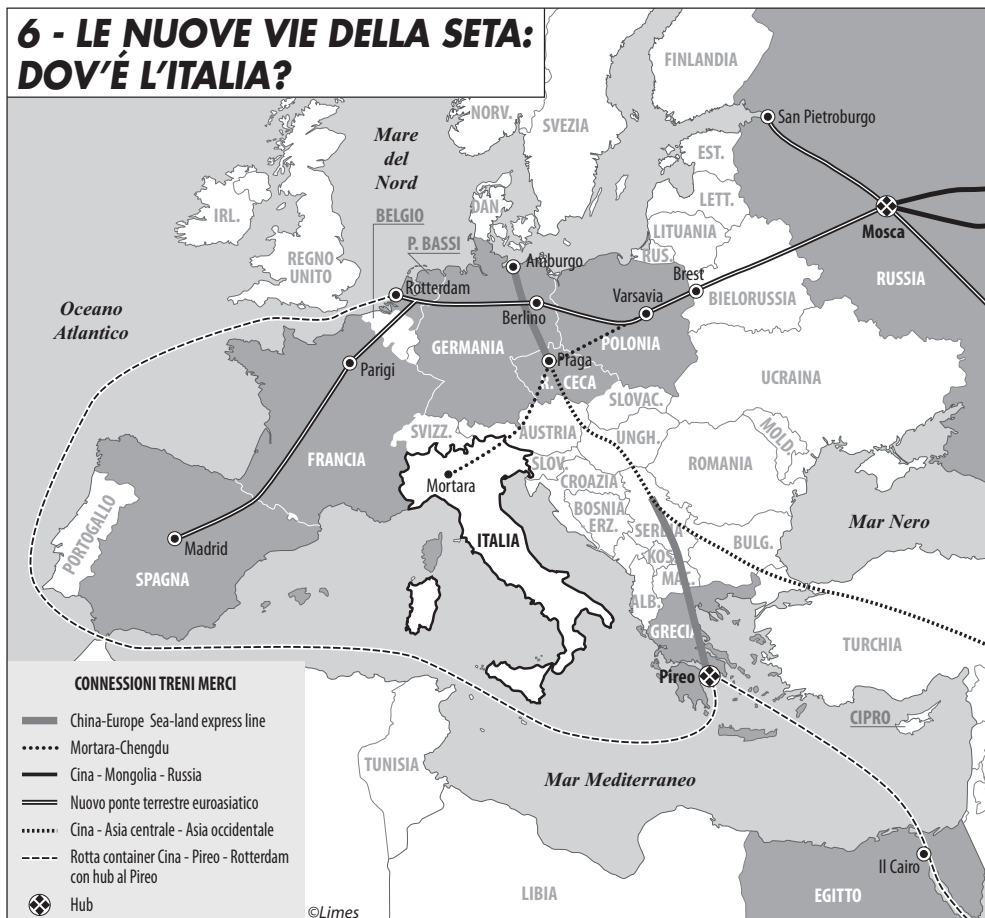 6 - LE NUOVE VIE DELLA SETA:
DOV'É L'ITALIA?
FINLANDIA
NORV.
SVEZIA
San Pietroburgo
Mare
del
Nord
EST.
LETT.
IRL.
BELGIO
DAN.
LITUANIA
Mosca
REGNO
UNITO
P. BASSI
RUS.
Amburgo
Brest
RUSSIA
Rotterdam
Varsavia
BIELORUSSIA
Oceano
Atlantico
Berlino
GERMANIA
POLONIA
Parigi
Praga
R. CECA
UCRAINA
SLOVAC.
SVIZZ.
AUSTRIA
UNGH.
MOLD.
FRANCIA
Mortara
SLOV.
CROAZIA
ROMANIA
BOSNIA
ERZ.
PORTOGALLO
Madrid
ITALIA
SERBIA
Mar Nero
KOS.
BULG.
SPAGNA
MAC.
ALB.
GRECIA
TURCHIA
Pireo
CIPRO
TUNISIA
Mar Mediterraneo
Il Cairo
LIBIA
EGITTO
CONNESSIONI TRENI MERCI
China-Europe Sea-land express line
Mortara-Chengdu
Cina - Mongolia - Russia
Nuovo ponte terrestre euroasiatico
Cina - Asia centrale - Asia occidentale
Rotta container Cina - Pireo - Rotterdam
con hub al Pireo
Hub
©Limes